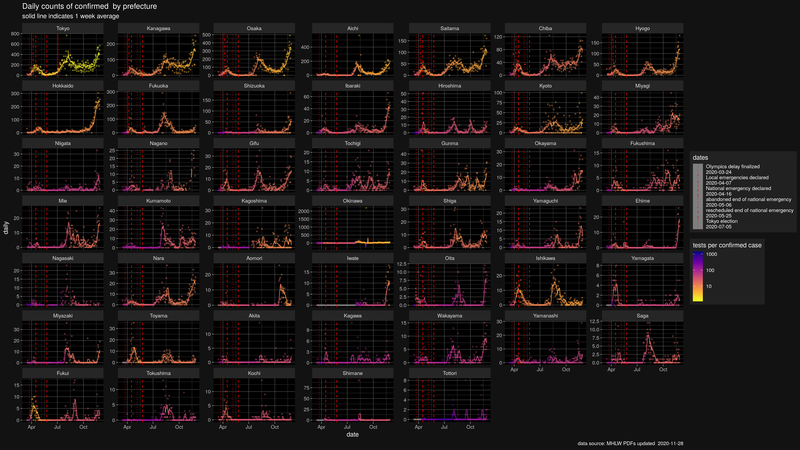 Daily counts of confirmed by prefecture
solid line indicates 1 week average
Tokyo
Kanagawa
Osaka
Aichi
Saitama
Chiba
Hyogo
Hokkaido
Fukuoka
Shizuoka
Ibaraki
Hiroshima
Kyoto
Miyagi
Niigata
Nagano
Gifu
Tochigi
Gunma
Okayama
Fukushima
Mie
Kumamoto
Kagoshima
Okinawa
Shiga
Yamaguchi
Ehime
Nagasaki
Nara
Aomori
Iwate
Oita
Ishikawa
Yamagata
Miyazaki
Toyama
Akita
Kagawa
Wakayama
Yamanashi
Saga
Fukui
Tokushima
Kochi
Shimane
Tottori
Apr Jul Oct
daily
date
dates
Olympics delay finalized
2020-03-24
Local emergencies declared
2020-04-07
National emergency declared
2020-04-16
abandoned end of national emergency
2020-05-06
rescheduled end of national emergency
2020-05-25
Tokyo election
2020-07-05
tests per confirmed case
1000
100
10
data source: MHLW PDFs updated 2020-11-28